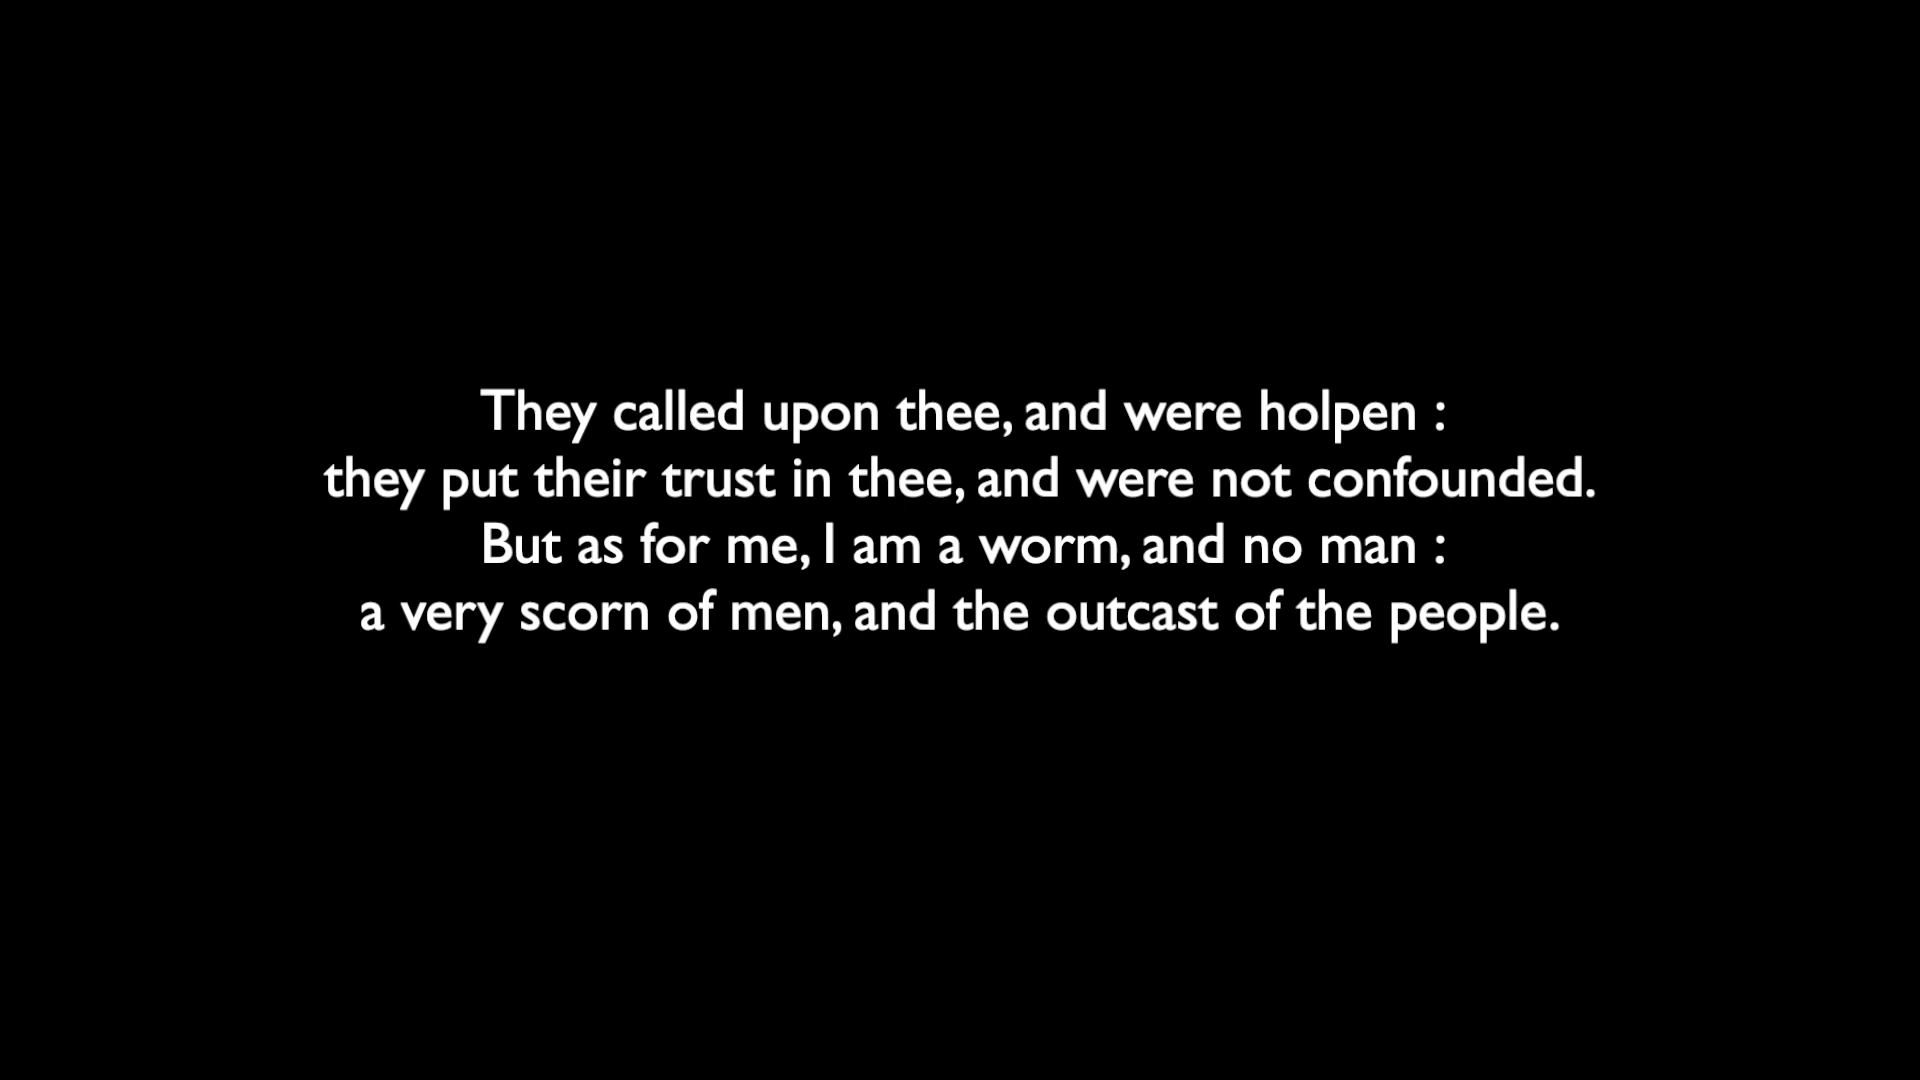 They called upon thee, and were holpen :
they put their trust in thee, and were not confounded.
But as for me, I am a worm, and no man :
a very scorn of men, and the outcast of the people.